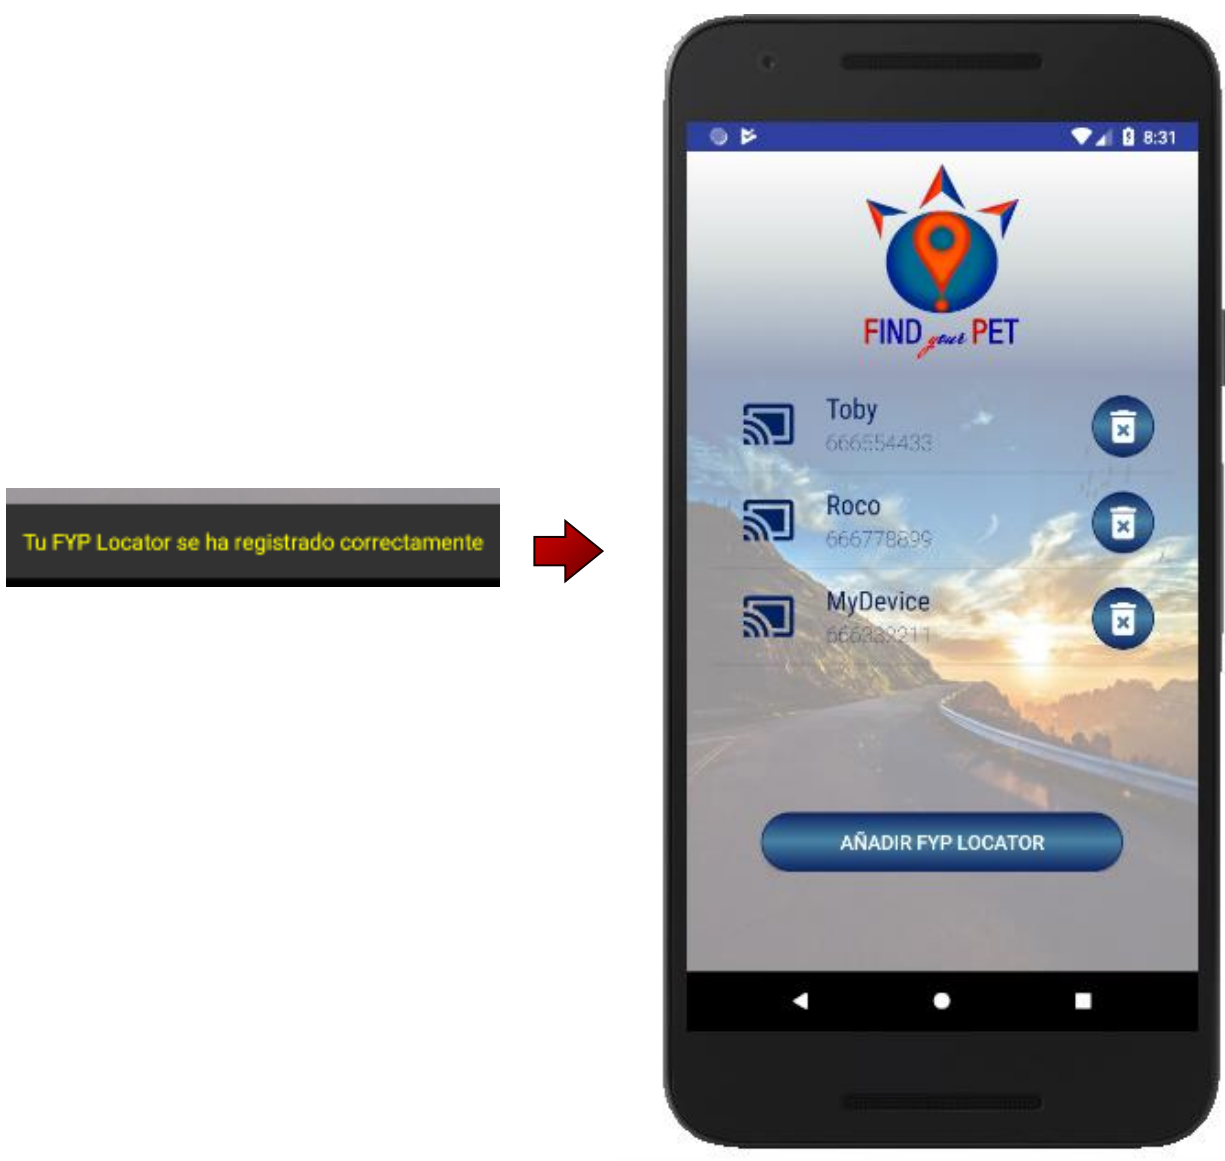 Tu FYP Locator se ha registrado correctamente
8:31
FIND your PET
Toby
666554433
Roco
666778899
MyDevice
AÑADIR FYP LOCATOR